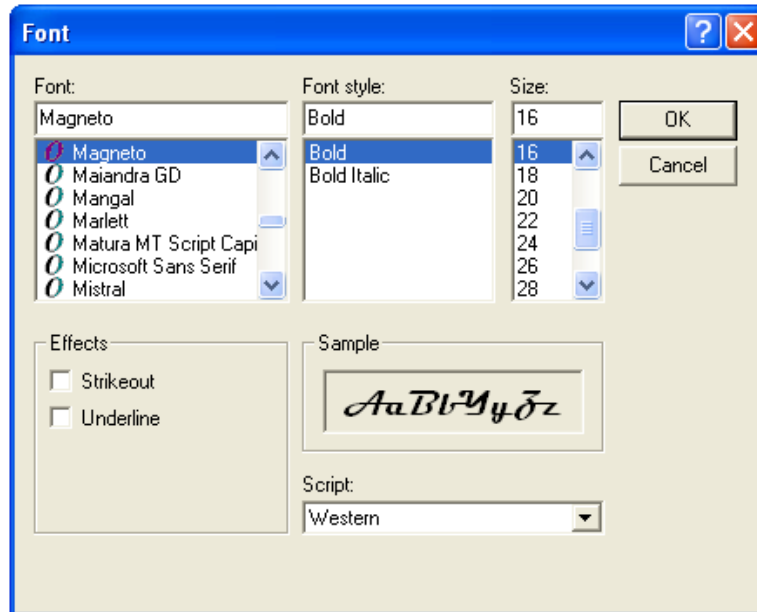 Font
Font:
Magneto
Magneto
Maiandra GD
Mangal
Marlett
Matura MT Script Capi
Microsoft Sans Serif
Mistral
Font style:
Bold
Bold
Bold Italic
Size:
16
16
18
20
22
24
26
28
OK
Cancel
Effects
Strikeout
Underline
Sample
AaBbYyZz
Script:
Western